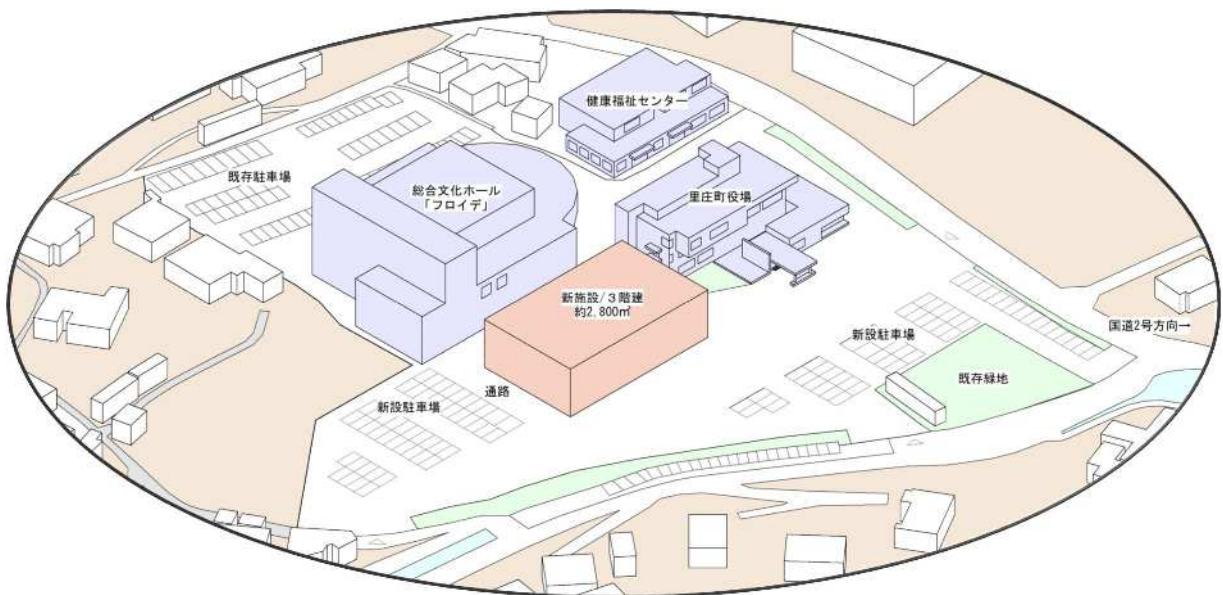 健康福祉センター
既存駐車場
総合文化ホール
「フロイデ」
里庄町役場
新施設/3階建
約2,800㎡
国道2号方向→
新設駐車場
既存緑地
通路
新設駐車場